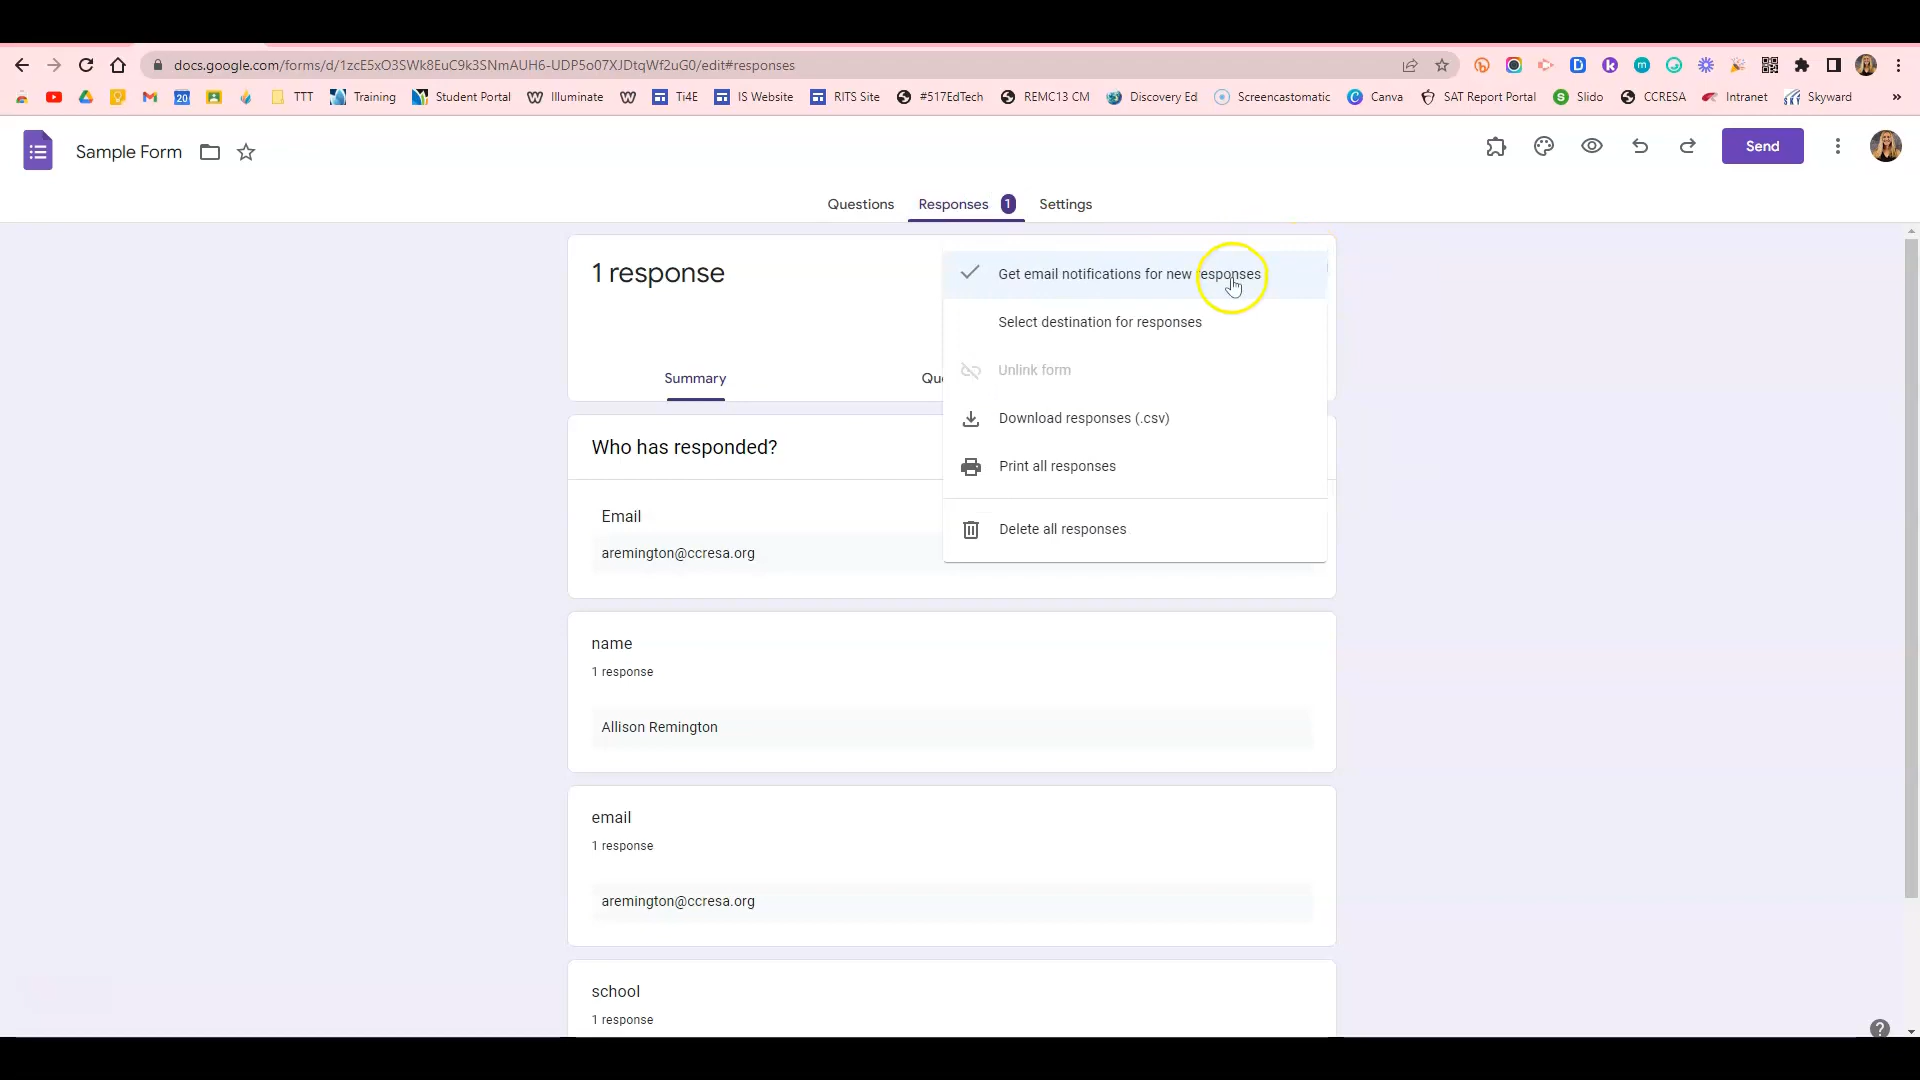 docs.google.com/forms/d/1zcE5xO3SWk8EuC9k3SNmAUH6-UDP5o07XJDtqWf2uG0/edit#responses
TTT Training Student Portal Illuminate Ti4E IS Website RITS Site #517EdTech REMC13 CM Discovery Ed Screencastomatic Canva SAT Report Portal Slido CCRESA Intranet Skyward »
Sample Form
Send
Questions Responses 1 Settings
1 response
Get email notifications for new responses
Select destination for responses
Unlink form
Summary Que
Download responses (.csv)
Who has responded?
Print all responses
Email
Delete all responses
aremington@ccresa.org
name
1 response
Allison Remington
email
1 response
aremington@ccresa.org
school
1 response